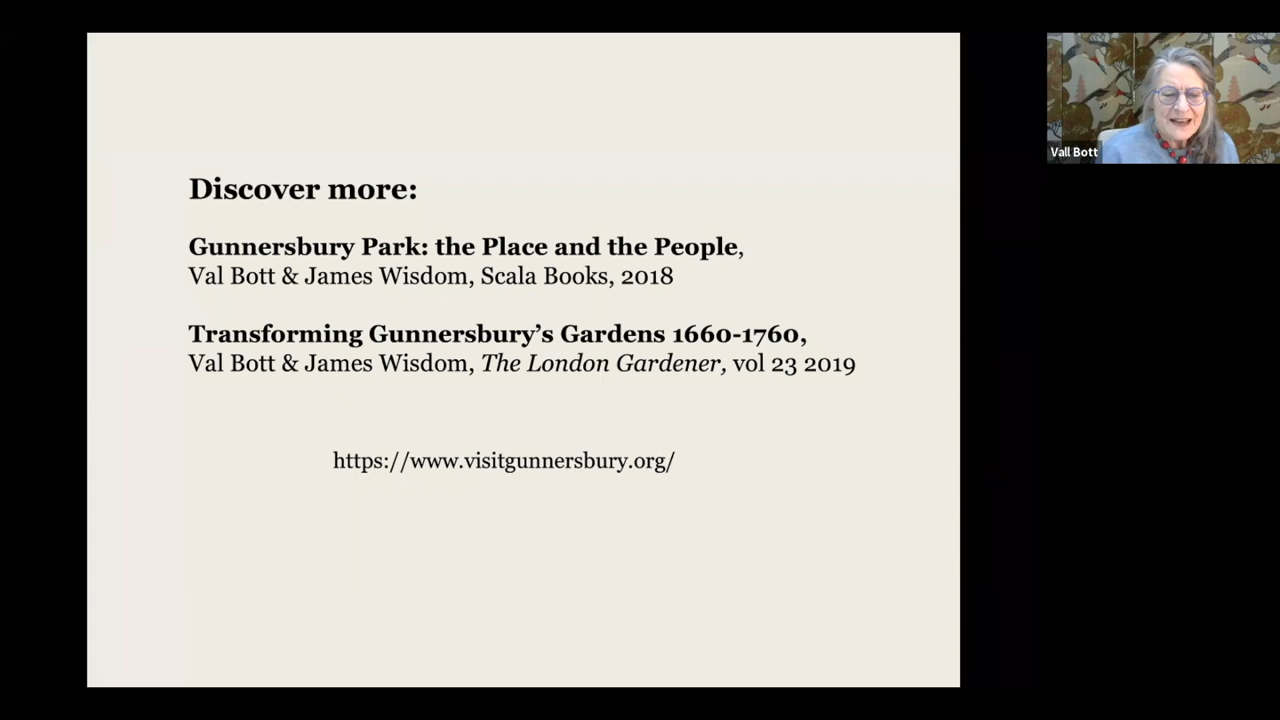 Discover more:
Gunnersbury Park: the Place and the People,
Val Bott & James Wisdom, Scala Books, 2018
Transforming Gunnersbury’s Gardens 1660-1760,
Val Bott & James Wisdom, The London Gardener, vol 23 2019
https://www.visitgunnersbury.org/
Vall Bott